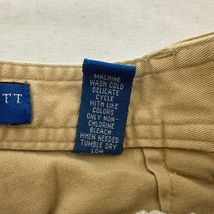 TT
MACHINE
WASH COLD
DELICATE
CYCLE
WITH LIKE
COLORS
ONLY NON-
CHLORINE
BLEACH
WHEN NEEDED
TUMBLE DRY
LOW